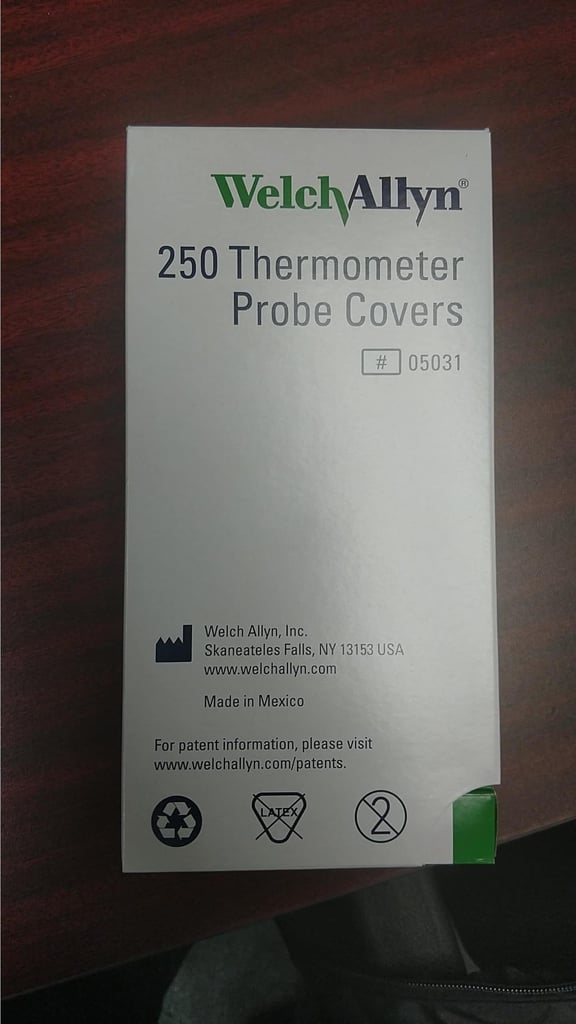 WelchAllyn®
250 Thermometer
Probe Covers
# 05031
Welch Allyn, Inc.
Skaneateles Falls, NY 13153 USA
www.welchallyn.com
Made in Mexico
For patent information, please visit
www.welchallyn.com/patents.
LATEX
2